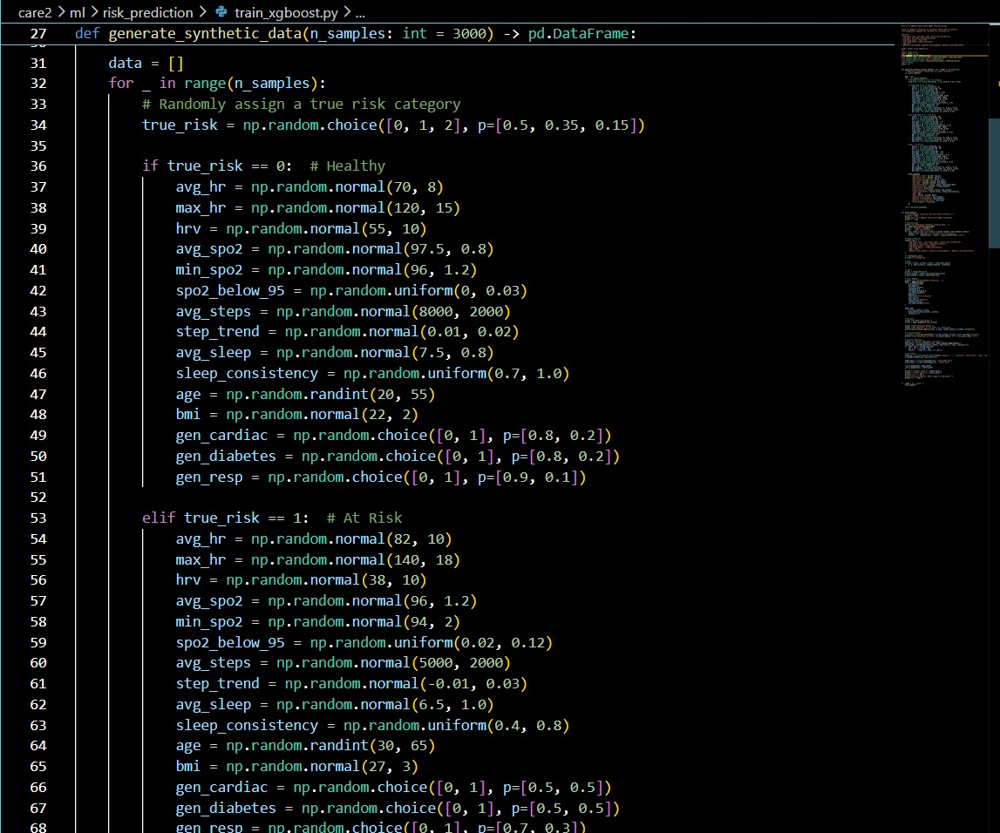 care2 > ml > risk_prediction > train_xgboost.py > ...
27 def generate_synthetic_data(n_samples: int = 3000) -> pd.DataFrame:
31 data = []
32 for _ in range(n_samples):
33 # Randomly assign a true risk category
34 true_risk = np.random.choice([0, 1, 2], p=[0.5, 0.35, 0.15])
35
36 if true_risk == 0:  # Healthy
37 avg_hr = np.random.normal(70, 8)
38 max_hr = np.random.normal(120, 15)
39 hrv = np.random.normal(55, 10)
40 avg_spo2 = np.random.normal(97.5, 0.8)
41 min_spo2 = np.random.normal(96, 1.2)
42 spo2_below_95 = np.random.uniform(0, 0.03)
43 avg_steps = np.random.normal(8000, 2000)
44 step_trend = np.random.normal(0.01, 0.02)
45 avg_sleep = np.random.normal(7.5, 0.8)
46 sleep_consistency = np.random.uniform(0.7, 1.0)
47 age = np.random.randint(20, 55)
48 bmi = np.random.normal(22, 2)
49 gen_cardiac = np.random.choice([0, 1], p=[0.8, 0.2])
50 gen_diabetes = np.random.choice([0, 1], p=[0.8, 0.2])
51 gen_resp = np.random.choice([0, 1], p=[0.9, 0.1])
52
53 elif true_risk == 1:  # At Risk
54 avg_hr = np.random.normal(82, 10)
55 max_hr = np.random.normal(140, 18)
56 hrv = np.random.normal(38, 10)
57 avg_spo2 = np.random.normal(96, 1.2)
58 min_spo2 = np.random.normal(94, 2)
59 spo2_below_95 = np.random.uniform(0.02, 0.12)
60 avg_steps = np.random.normal(5000, 2000)
61 step_trend = np.random.normal(-0.01, 0.03)
62 avg_sleep = np.random.normal(6.5, 1.0)
63 sleep_consistency = np.random.uniform(0.4, 0.8)
64 age = np.random.randint(30, 65)
65 bmi = np.random.normal(27, 3)
66 gen_cardiac = np.random.choice([0, 1], p=[0.5, 0.5])
67 gen_diabetes = np.random.choice([0, 1], p=[0.5, 0.5])
68 gen_resp = np.random.choice([0, 1], p=[0.7, 0.3])